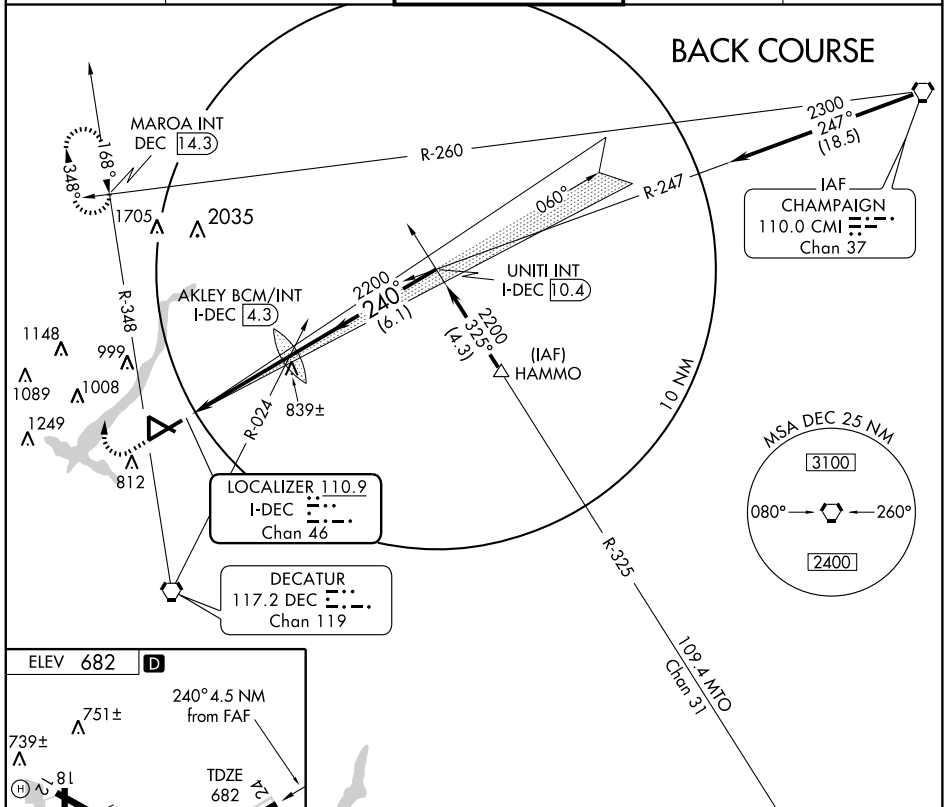 BACK COURSE
MAROA INT
DEC 14.3
168°
348°
2300
247°
(18.5)
R-260
R-247
060°
IAF
CHAMPAIGN
110.0 CMI
Chan 37
1705
2035
UNITI INT
I-DEC 10.4
AKLEY BCM/INT
I-DEC 4.3
2200
240°
(6.1)
2200
325°
(4.3)
(IAF)
HAMMO
R-348
1148
999
1089
1008
1249
839±
R-024
812
10 NM
LOCALIZER 110.9
I-DEC
Chan 46
MSA DEC 25 NM
3100
080°
260°
2400
DECATUR
117.2 DEC
Chan 119
R-325
109.4 MTO
Chan 31
ELEV 682 D
240° 4.5 NM
from FAF
751±
739±
TDZE
682
H
12
18
24